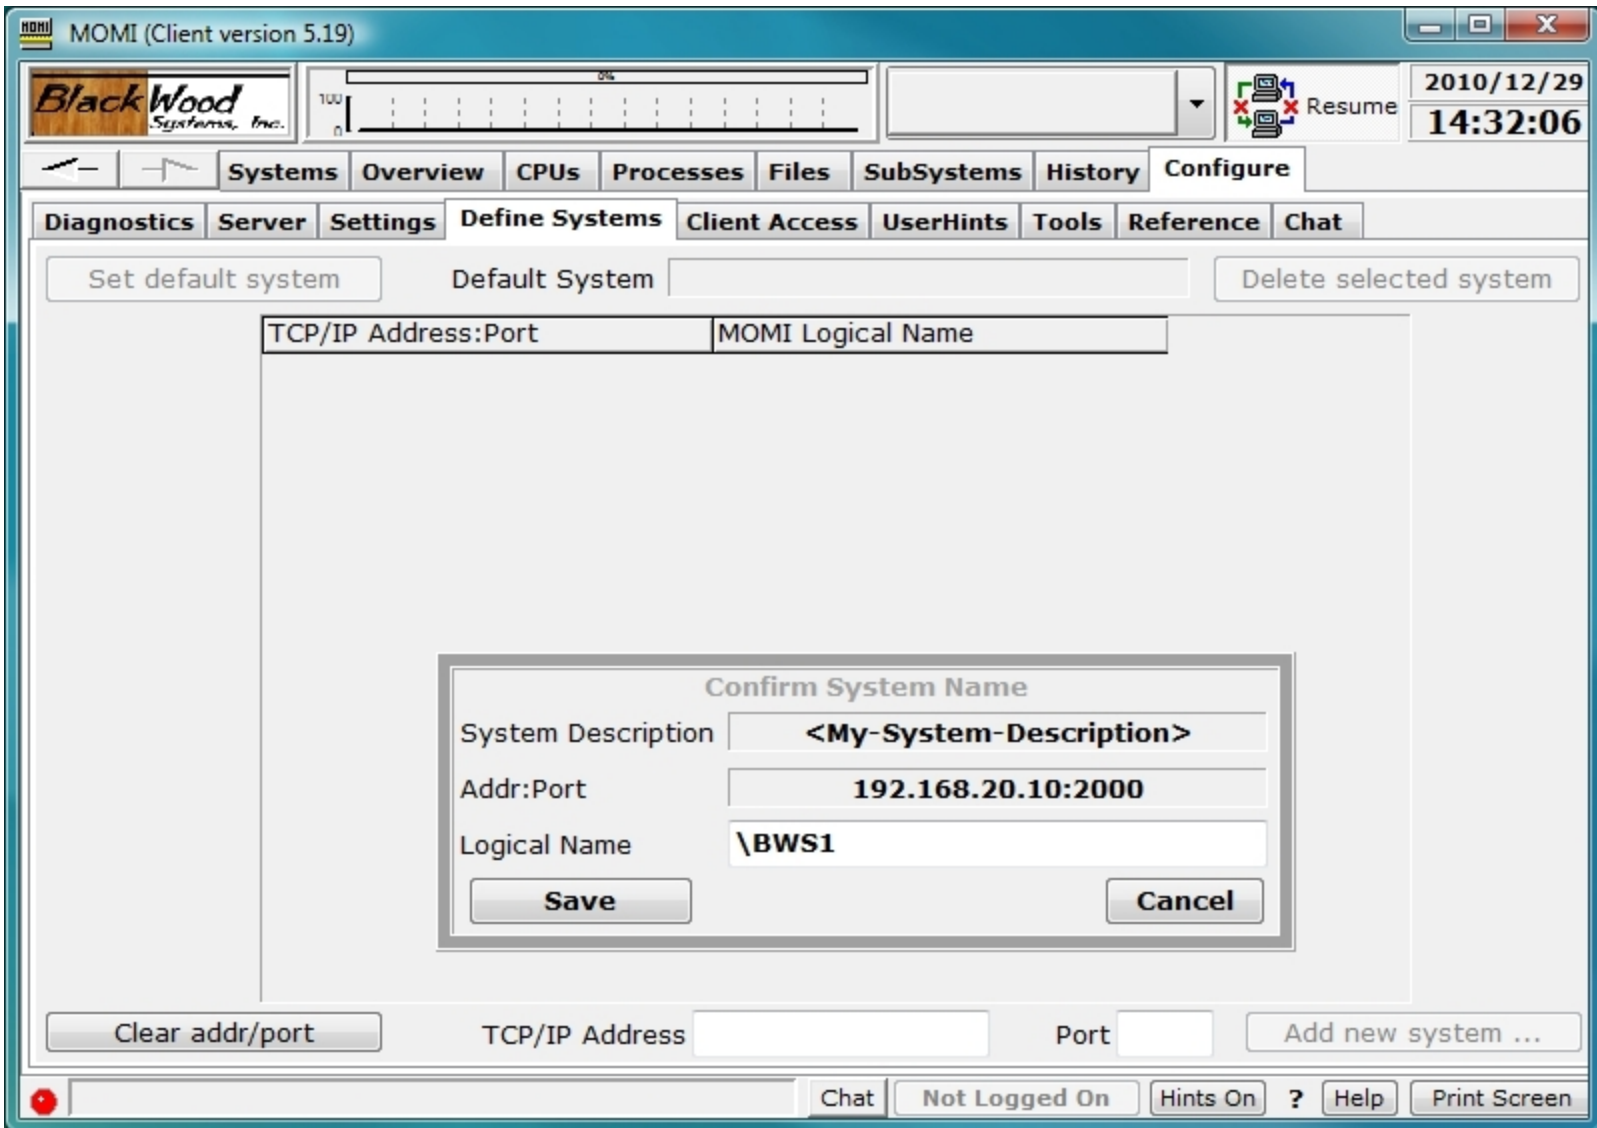 MOMI
MOMI (Client version 5.19)
BlackWood
Systems, Inc.
0%
100
0
Resume
2010/12/29
14:32:06
Systems Overview CPUs Processes Files SubSystems History Configure
Diagnostics Server Settings Define Systems Client Access UserHints Tools Reference Chat
Set default system Default System Delete selected system
TCP/IP Address:Port MOMI Logical Name
Confirm System Name
System Description <My-System-Description>
Addr:Port 192.168.20.10:2000
Logical Name \BWS1
Save Cancel
Clear addr/port TCP/IP Address Port Add new system ...
Chat Not Logged On Hints On ? Help Print Screen